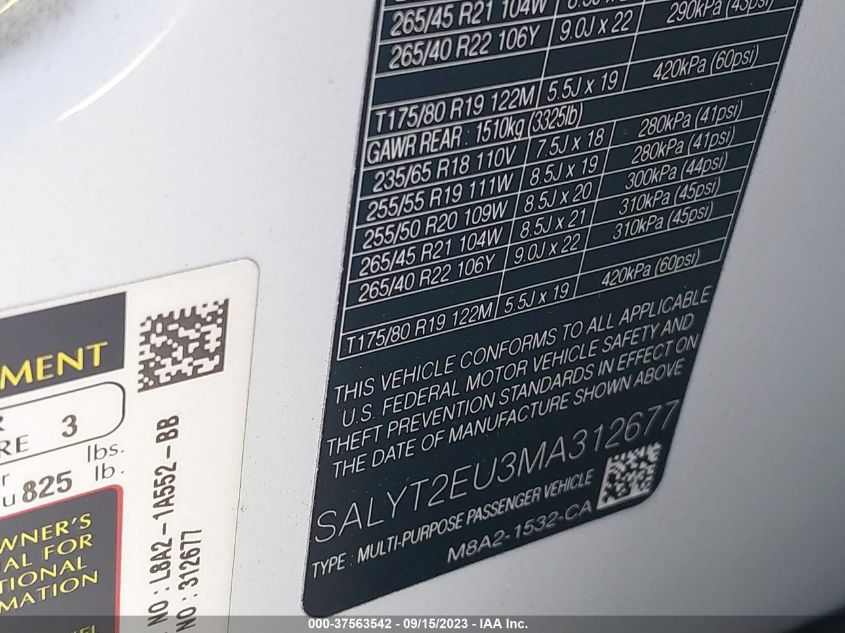 265/45 R21 104W
265/40 R22 106Y 9.0J x 22 290kPa (43psi)
T175/80 R19 122M 5.5J x 19 420kPa (60psi)
GAWR REAR : 1510kg (3325lb)
235/65 R18 110V 7.5J x 18 280kPa (41psi)
255/55 R19 111W 8.5J x 19 280kPa (41psi)
255/50 R20 109W 8.5J x 20 300kPa (44psi)
265/45 R21 104W 8.5J x 21 310kPa (45psi)
265/40 R22 106Y 9.0J x 22 310kPa (45psi)
T175/80 R19 122M 5.5J x 19 420kPa (60psi)
THIS VEHICLE CONFORMS TO ALL APPLICABLE
U.S. FEDERAL MOTOR VEHICLE SAFETY AND
THEFT PREVENTION STANDARDS IN EFFECT ON
THE DATE OF MANUFACTURE SHOWN ABOVE
SALYT2EU3MA312677
TYPE : MULTI-PURPOSE PASSENGER VEHICLE
M8A2-1532-CA
MENT
R
RE 3
r lbs.
u 825 lb.
WNER'S
AL FOR
TIONAL
MATION
NO : L8A2-1A552-BB
NO : 312677
000-37563542 - 09/15/2023 - IAA Inc.